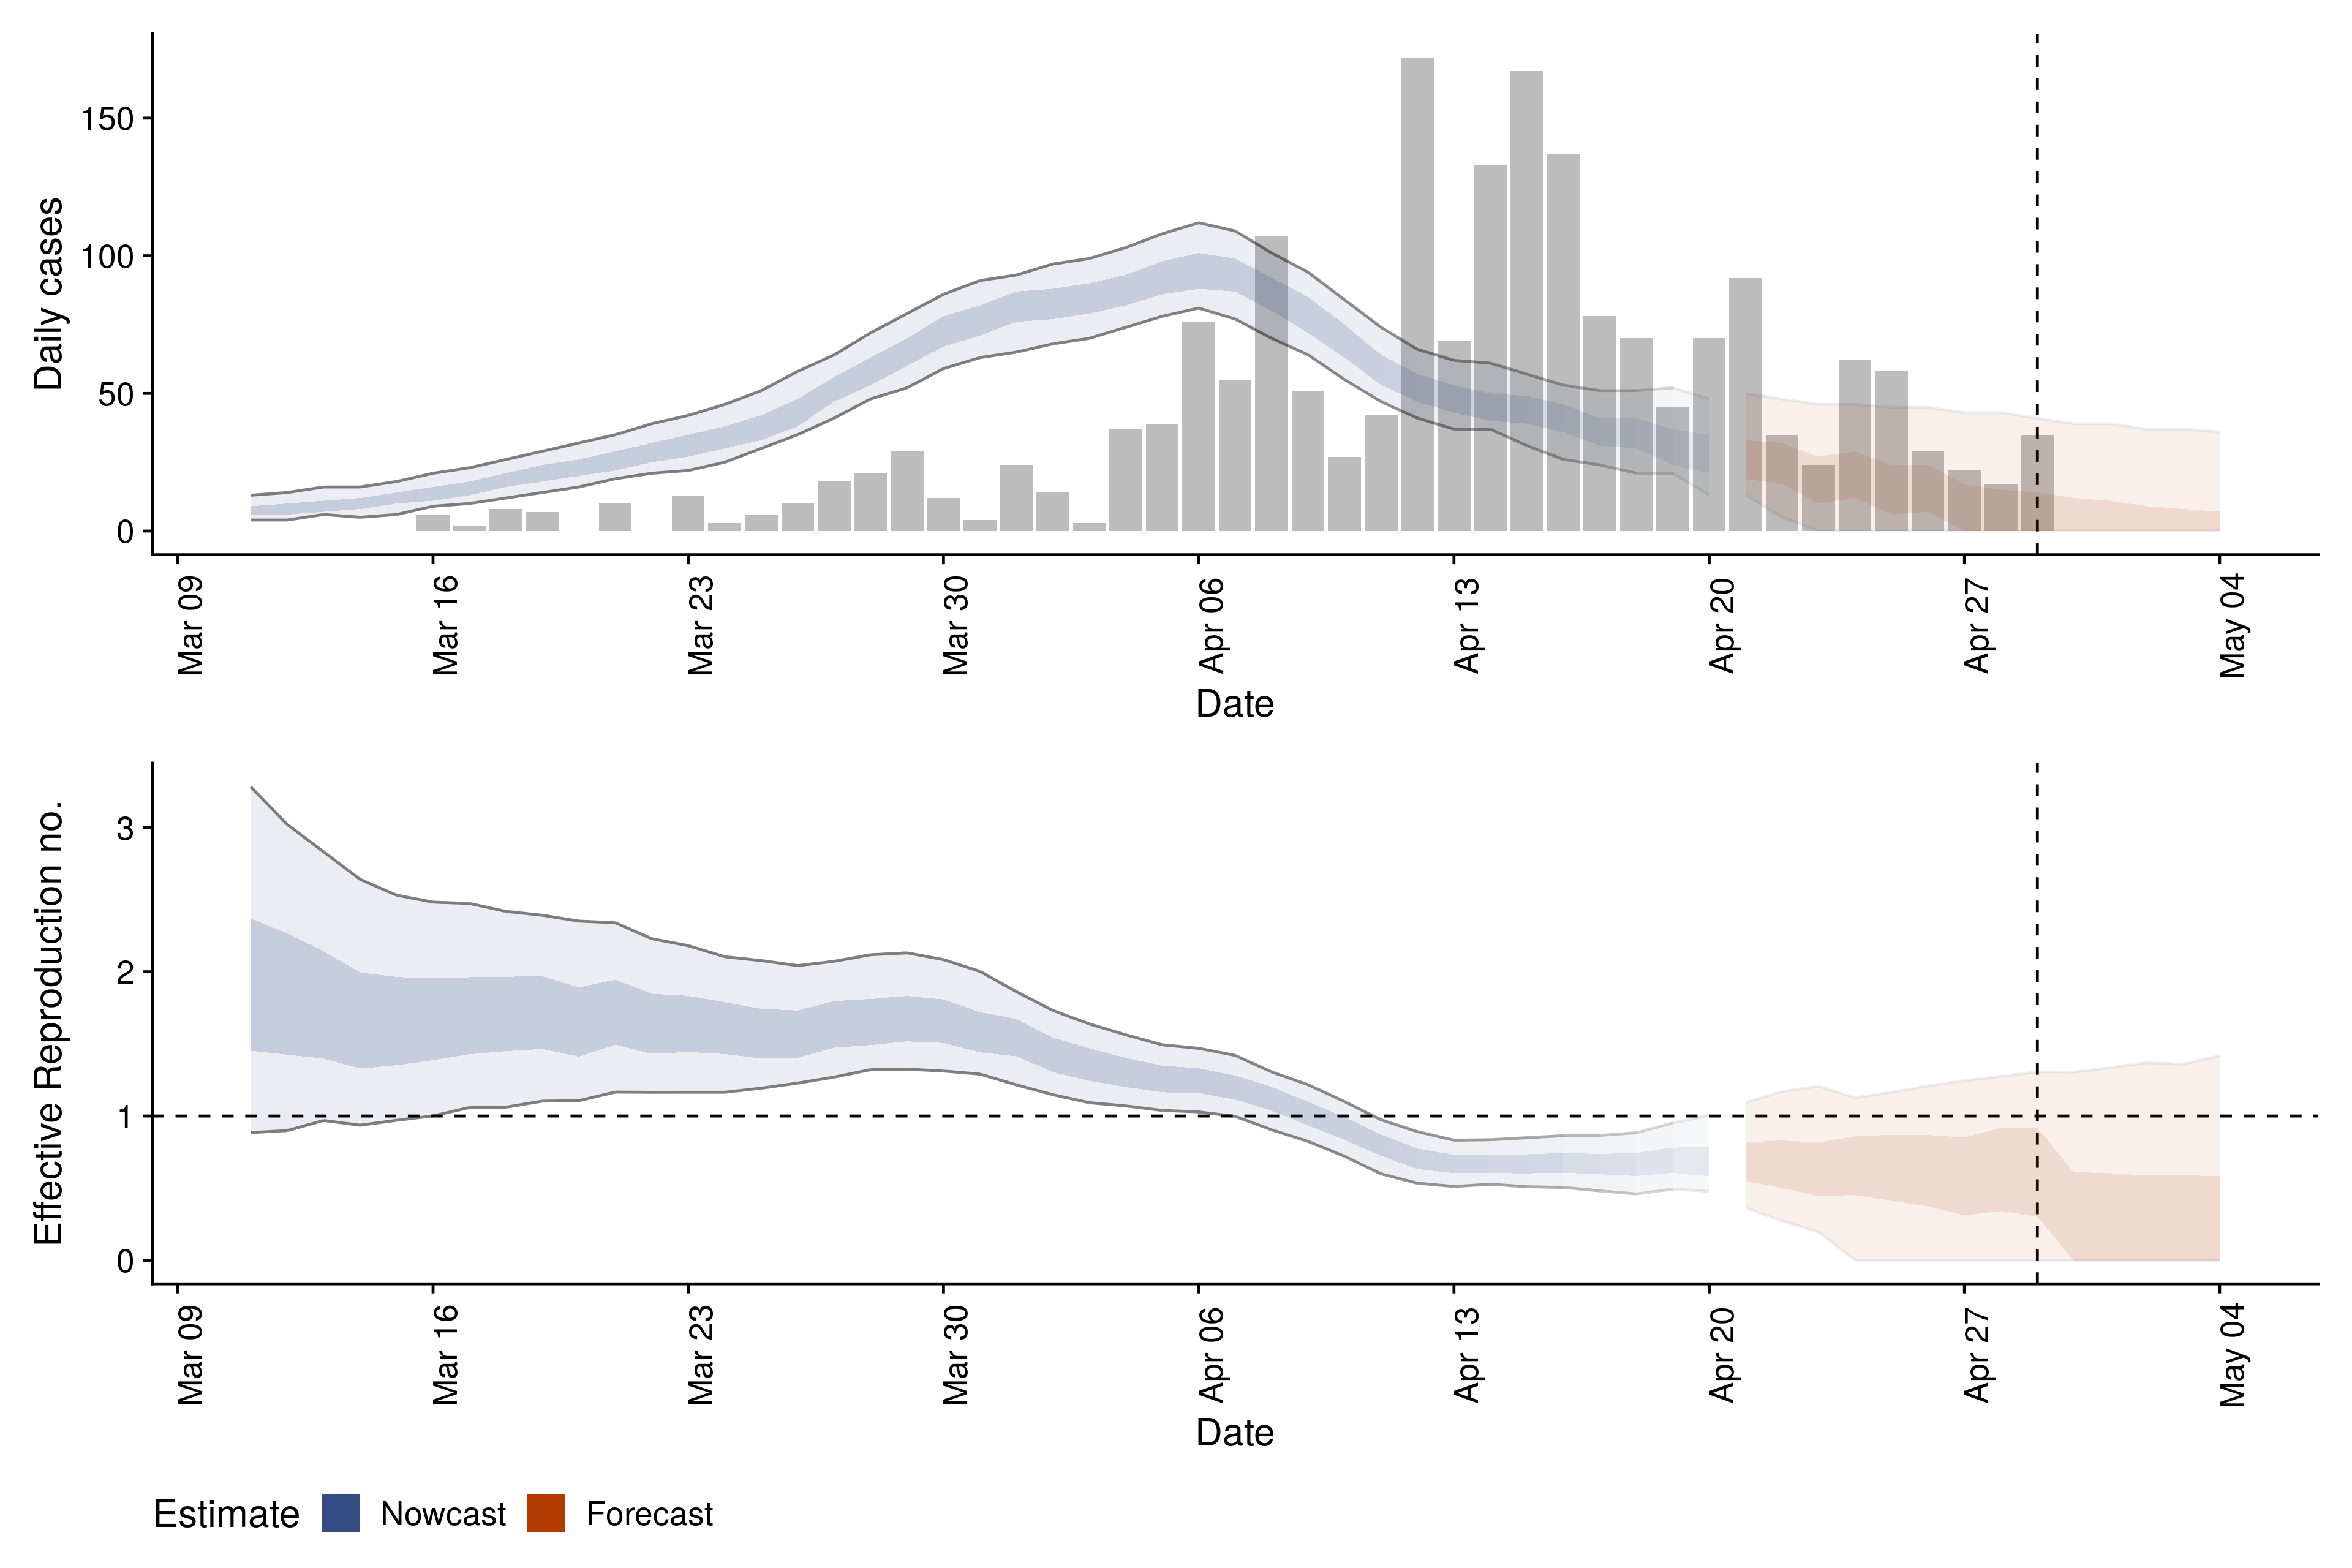 Daily cases
150
100
50
0
Mar 09
Mar 16
Mar 23
Mar 30
Apr 06
Apr 13
Apr 20
Apr 27
May 04
Date
Effective Reproduction no.
3
2
1
0
Mar 09
Mar 16
Mar 23
Mar 30
Apr 06
Apr 13
Apr 20
Apr 27
May 04
Date
Estimate Nowcast Forecast